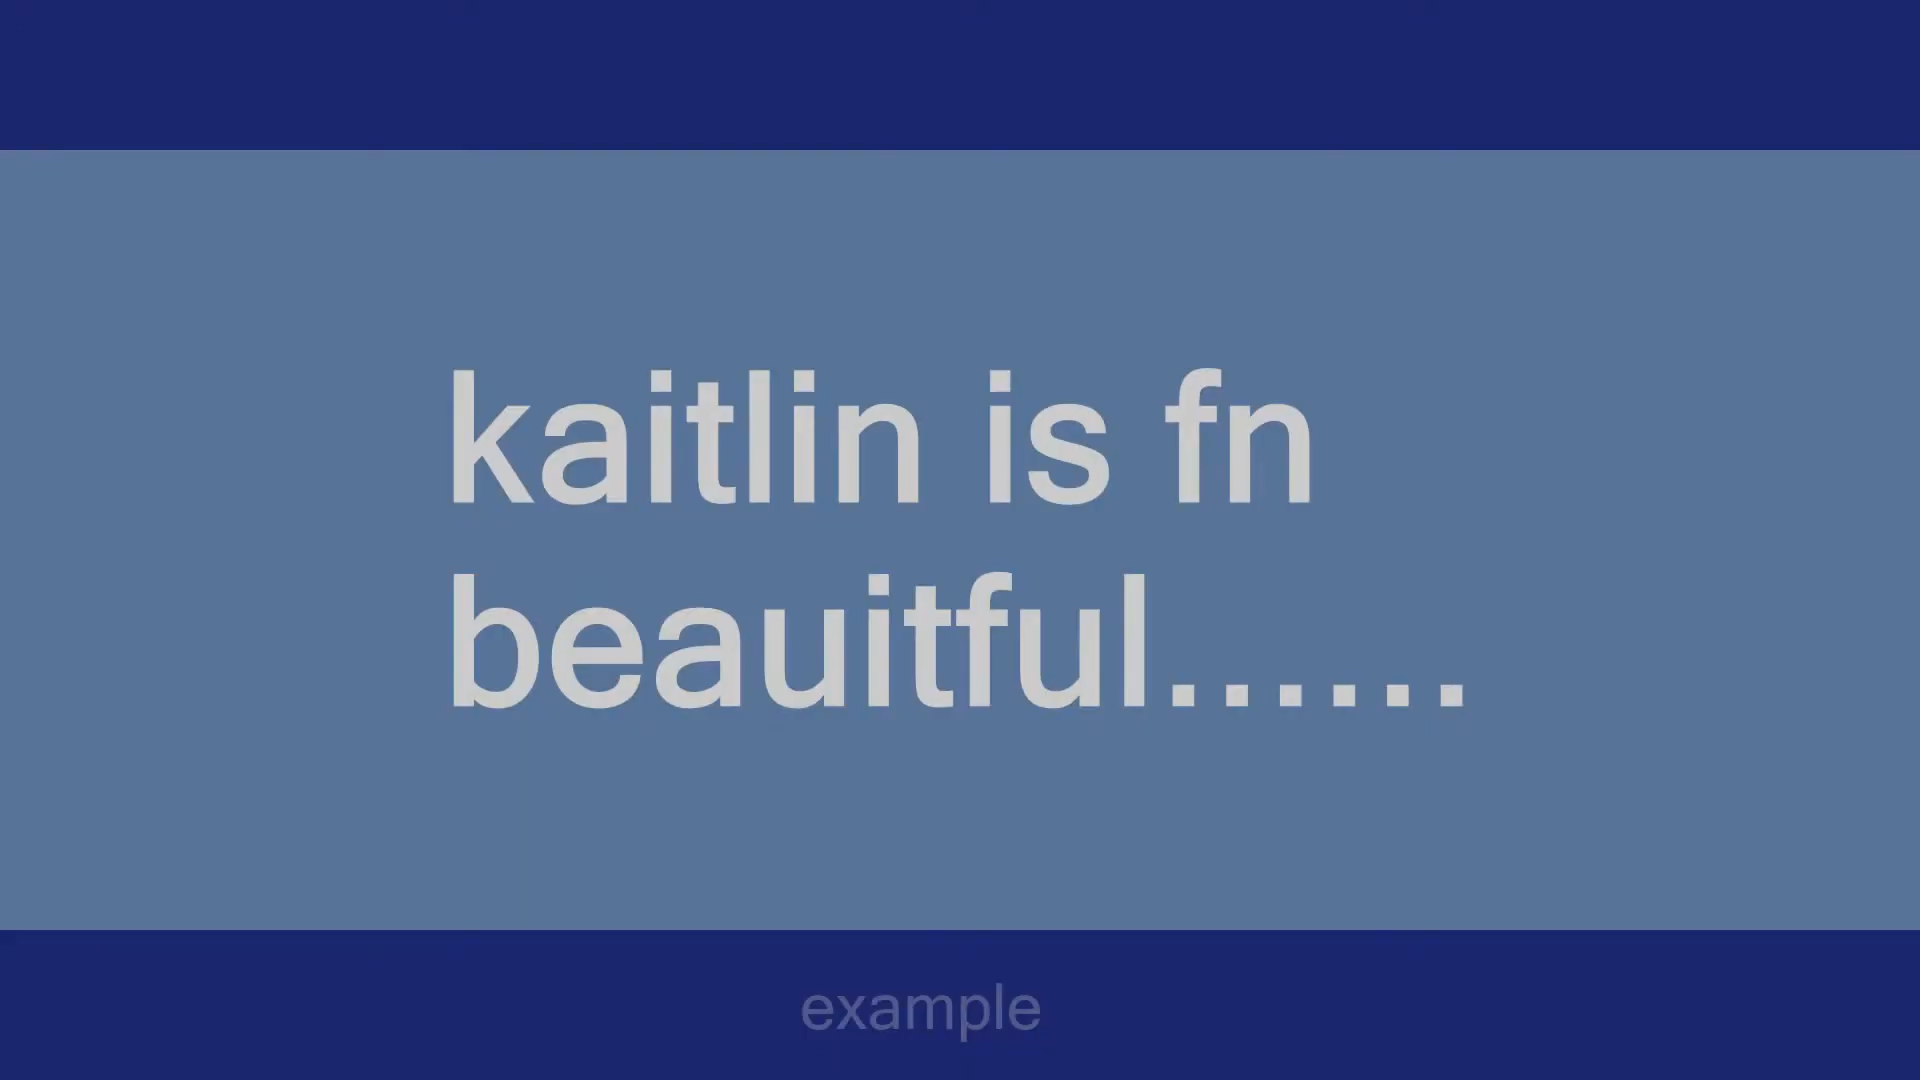 kaitlin is fn
beauitful......
example